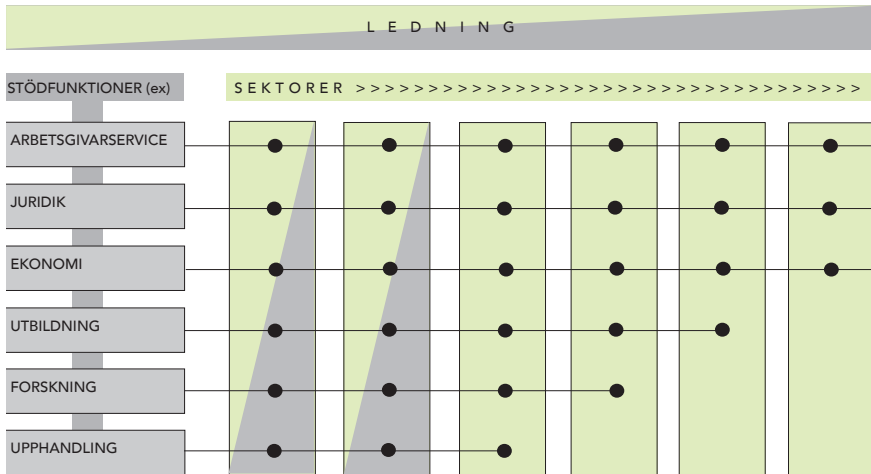 LEDNING
STÖDFUNKTIONER (ex)
SEKTORER >>>>>>>>>>>>>>>>>>>>>>>>>>>>>>>>>>>
ARBETSGIVARSERVICE
JURIDIK
EKONOMI
UTBILDNING
FORSKNING
UPPHANDLING